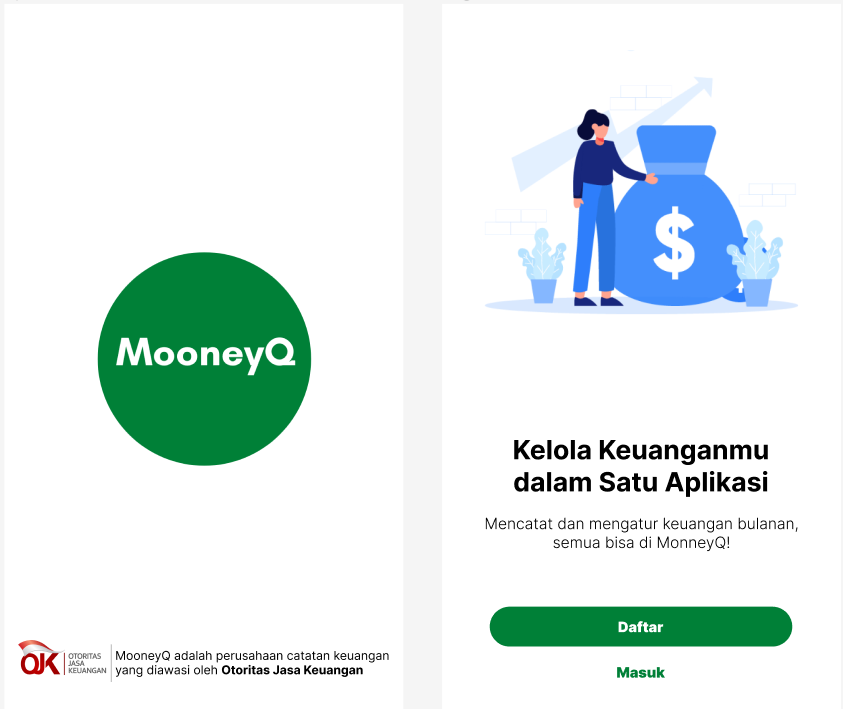 MooneyQ
OJK
OTORITAS
JASA
KEUANGAN
MooneyQ adalah perusahaan catatan keuangan
yang diawasi oleh Otoritas Jasa Keuangan
$
Kelola Keuanganmu
dalam Satu Aplikasi
Mencatat dan mengatur keuangan bulanan,
semua bisa di MonneyQ!
Daftar
Masuk